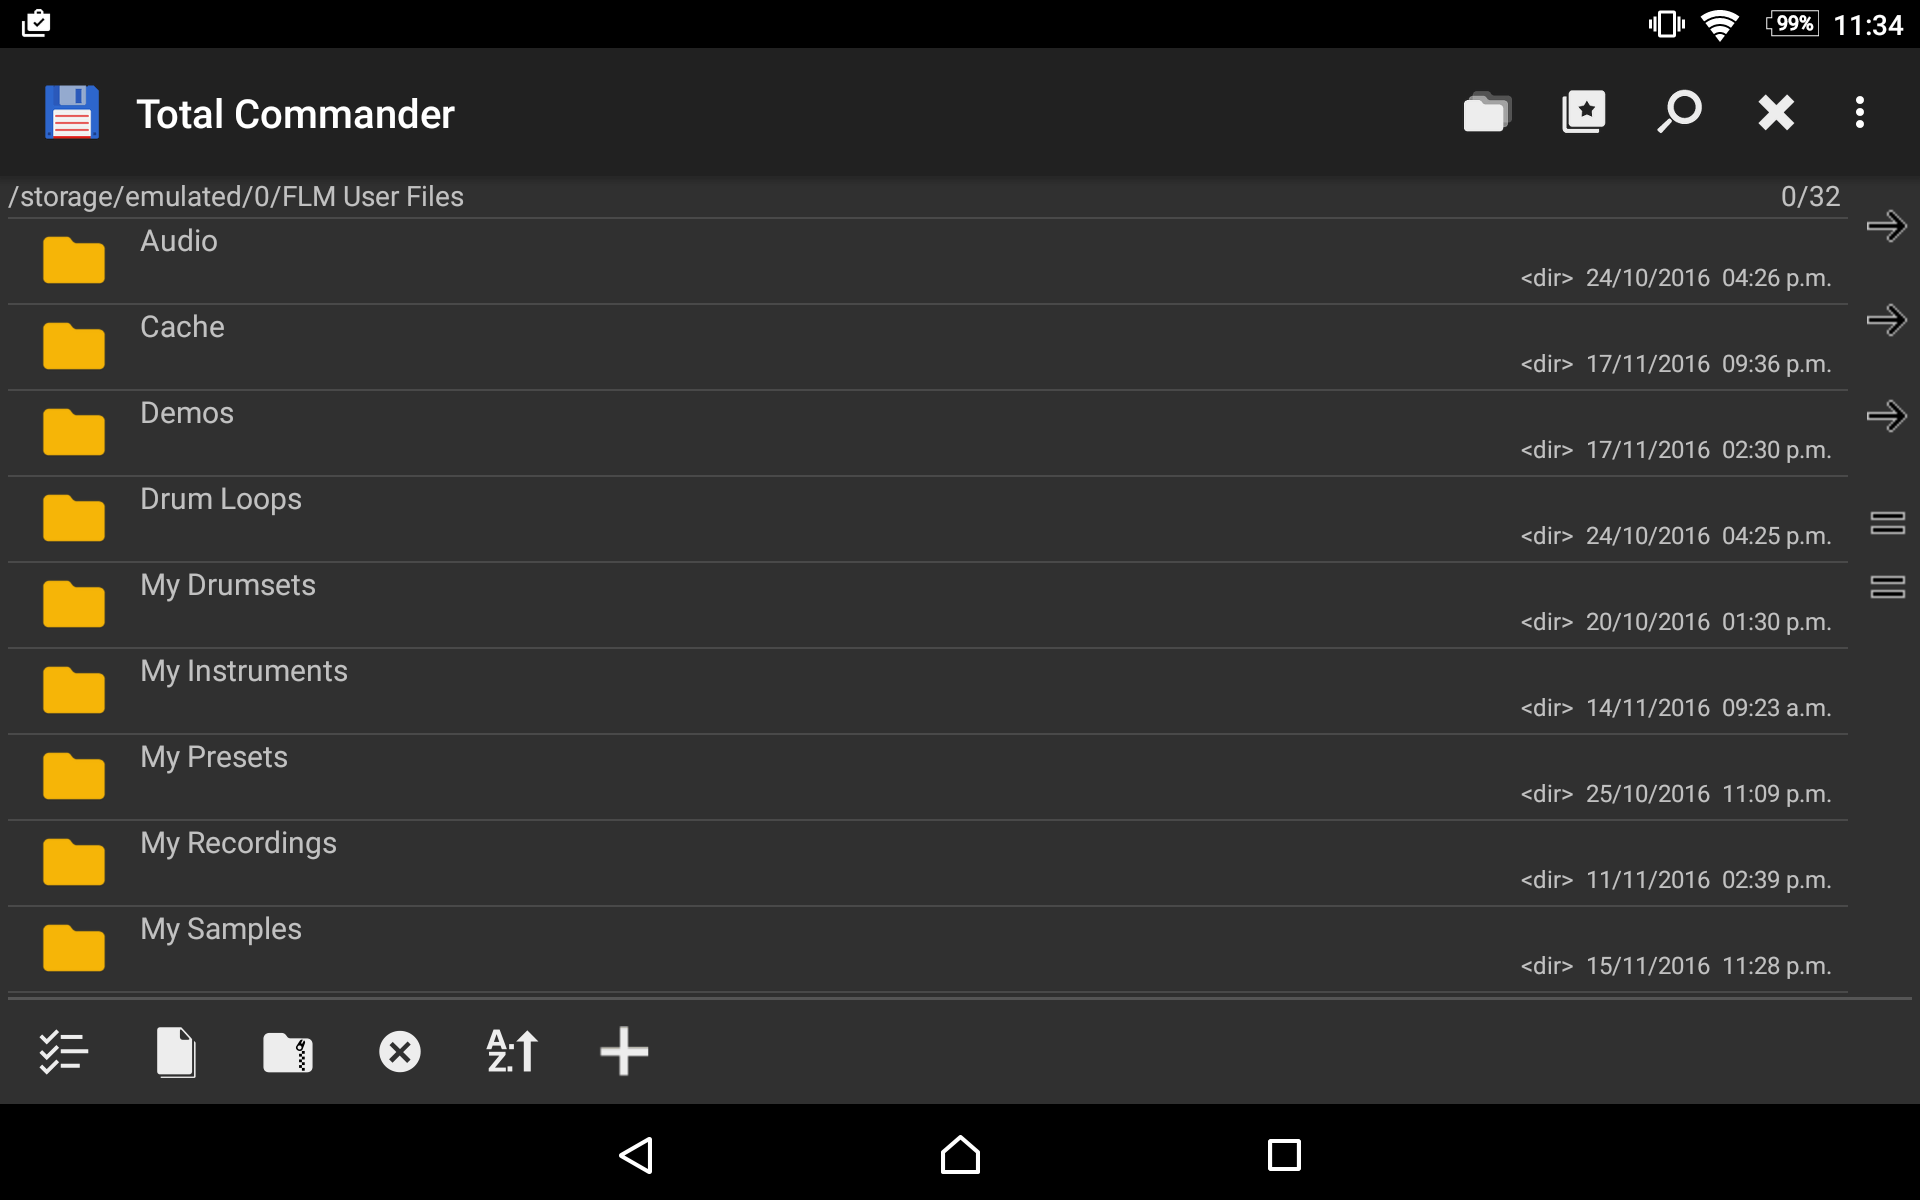 99% 11:34
Total Commander
/storage/emulated/0/FLM User Files 0/32
Audio
<dir> 24/10/2016 04:26 p.m.
Cache
<dir> 17/11/2016 09:36 p.m.
Demos
<dir> 17/11/2016 02:30 p.m.
Drum Loops
<dir> 24/10/2016 04:25 p.m.
My Drumsets
<dir> 20/10/2016 01:30 p.m.
My Instruments
<dir> 14/11/2016 09:23 a.m.
My Presets
<dir> 25/10/2016 11:09 p.m.
My Recordings
<dir> 11/11/2016 02:39 p.m.
My Samples
<dir> 15/11/2016 11:28 p.m.
A.
Z.